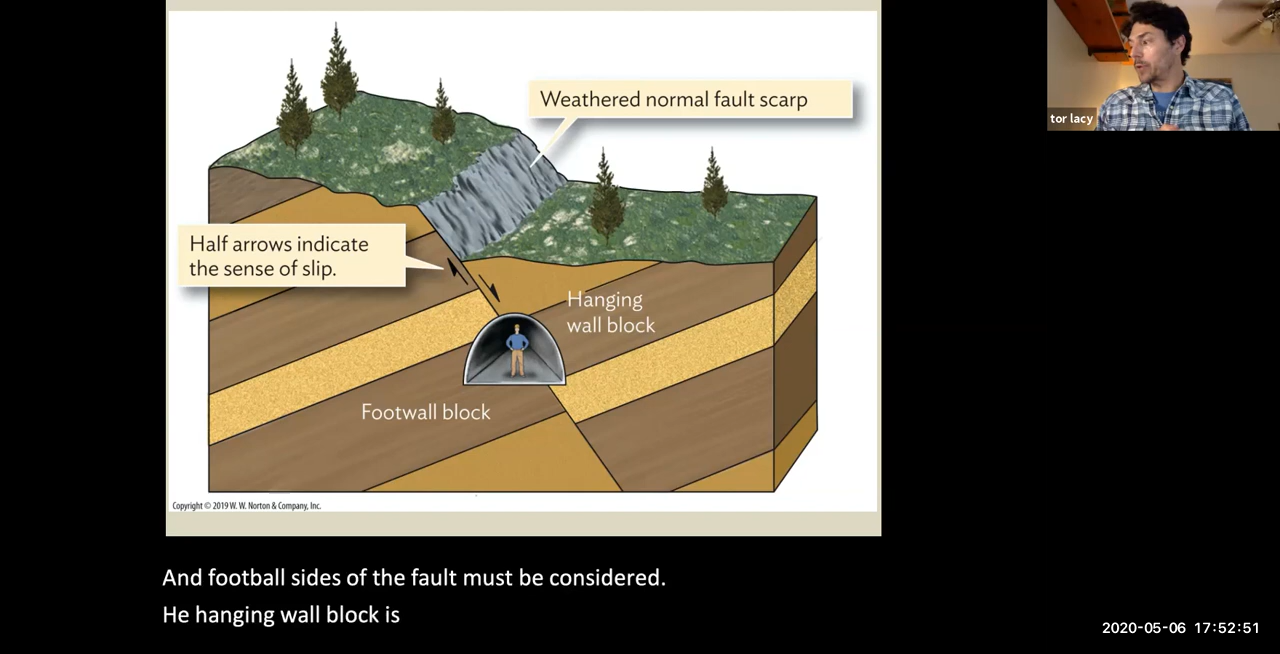 Weathered normal fault scarp
tor lacy
Half arrows indicate
the sense of slip.
Hanging
wall block
Footwall block
Copyright © 2019 W. W. Norton & Company, Inc.
And football sides of the fault must be considered.
He hanging wall block is
2020-05-06 17:52:51